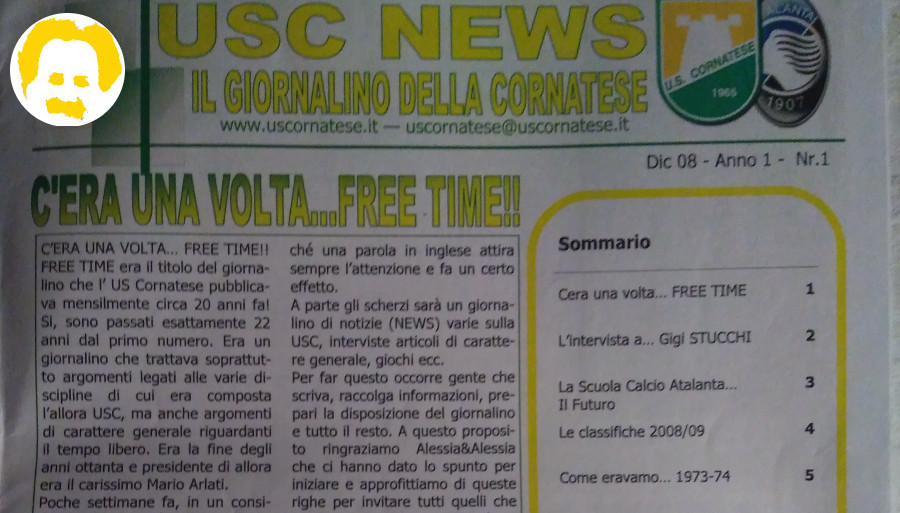 USC NEWS
IL GIORNALINO DELLA CORNATESE
www.uscornatese.it — uscornatese@uscornatese.it
U.S. CORNATESE
1965
ATALANTA
1907
Dic 08 - Anno 1 - Nr.1
C'ERA UNA VOLTA...FREE TIME!!
C'ERA UNA VOLTA... FREE TIME!!
FREE TIME era il titolo del giorna-
lino che l' US Cornatese pubblica-
va mensilmente circa 20 anni fa!
Si, sono passati esattamente 22
anni dal primo numero. Era un
giornalino che trattava soprattut-
to argomenti legati alle varie di-
scipline di cui era composta
l'allora USC, ma anche argomenti
di carattere generale riguardanti
il tempo libero. Era la fine degli
anni ottanta e presidente di allora
era il carissimo Mario Arlati.
Poche settimane fa, in un consi-
ché una parola in inglese attira
sempre l'attenzione e fa un certo
effetto.
A parte gli scherzi sarà un giorna-
lino di notizie (NEWS) varie sulla
USC, interviste articoli di caratte-
re generale, giochi ecc.
Per far questo occorre gente che
scriva, raccolga informazioni, pre-
pari la disposizione del giornalino
e tutto il resto. A questo proposi-
to ringraziamo Alessia&Alessia
che ci hanno dato lo spunto per
iniziare e approfittiamo di queste
righe per invitare tutti quelli che
Sommario
Cera una volta... FREE TIME 1
L'intervista a... Gigi STUCCHI 2
La Scuola Calcio Atalanta... 3
Il Futuro
Le classifiche 2008/09 4
Come eravamo... 1973-74 5